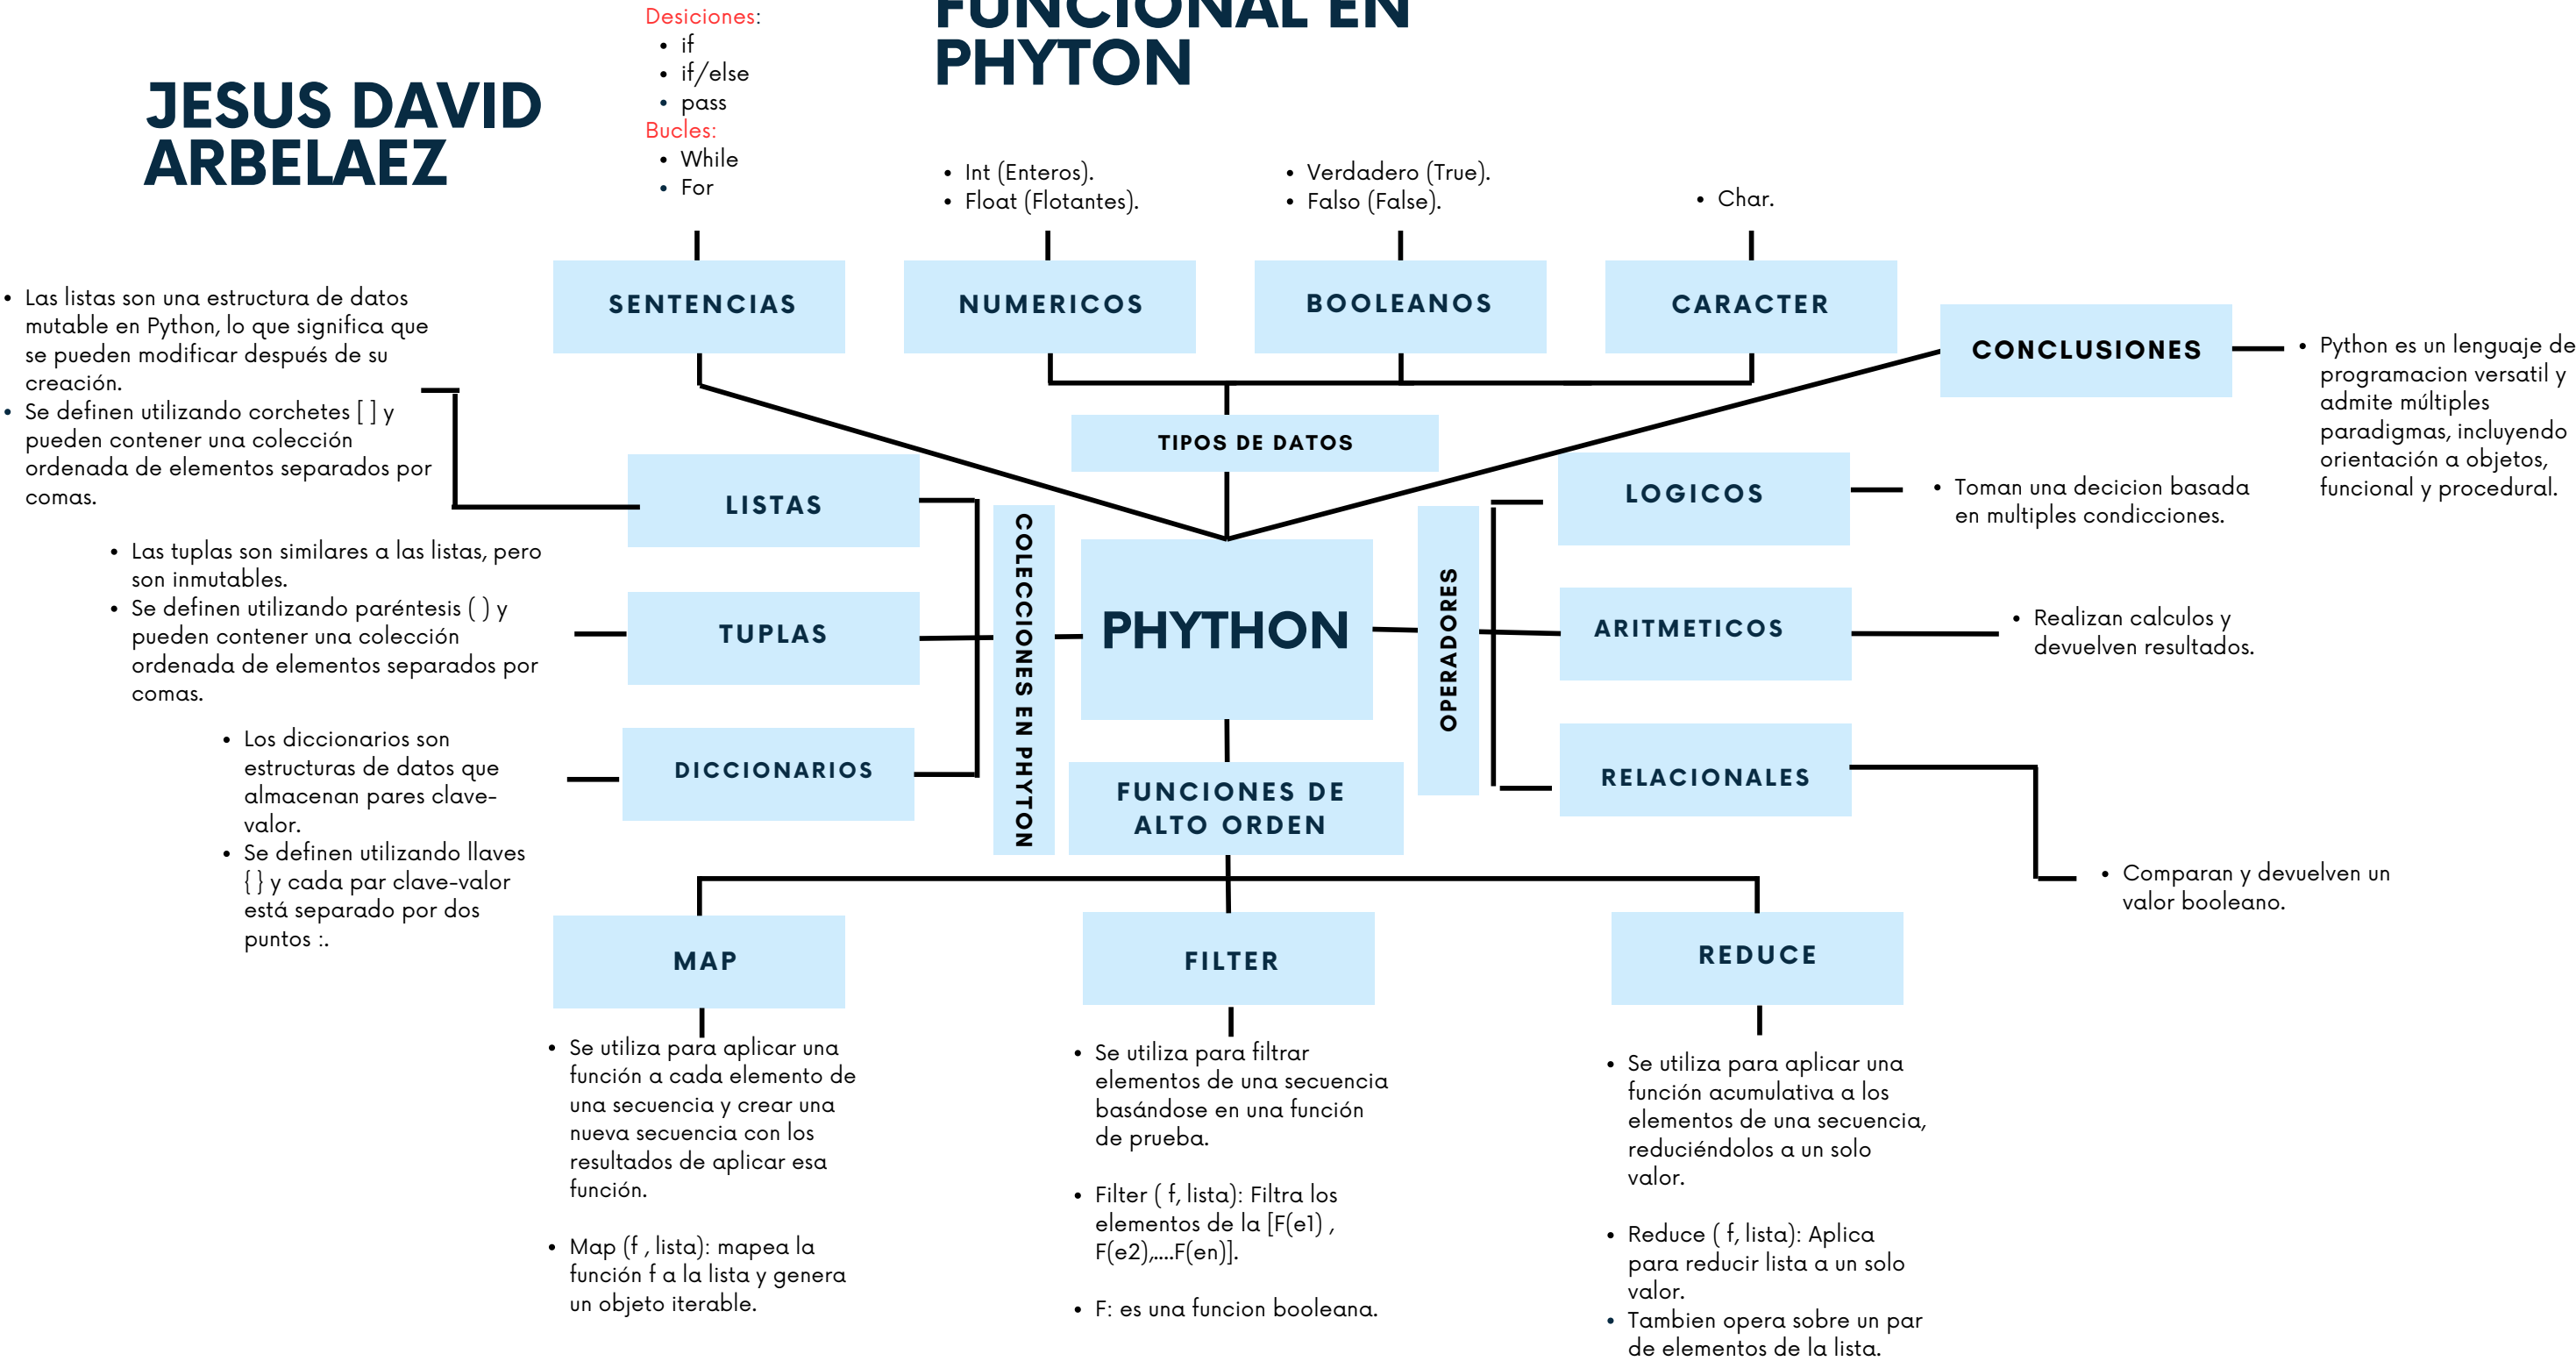 FUNCIONAL EN
PHYTON
JESUS DAVID
ARBELAEZ
Desiciones:
• if
• if/else
• pass
Bucles:
• While
• For
• Int (Enteros).
• Float (Flotantes).
• Verdadero (True).
• Falso (False).
• Char.
SENTENCIAS
NUMERICOS
BOOLEANOS
CARACTER
CONCLUSIONES
• Python es un lenguaje de
programacion versatil y
admite múltiples
paradigmas, incluyendo
orientación a objetos,
funcional y procedural.
• Las listas son una estructura de datos
mutable en Python, lo que significa que
se pueden modificar después de su
creación.
• Se definen utilizando corchetes [ ] y
pueden contener una colección
ordenada de elementos separados por
comas.
TIPOS DE DATOS
LISTAS
LOGICOS
• Toman una decicion basada
en multiples condicciones.
• Las tuplas son similares a las listas, pero
son inmutables.
• Se definen utilizando paréntesis ( ) y
pueden contener una colección
ordenada de elementos separados por
comas.
TUPLAS
COLECCIONES EN PHYTON
PHYTHON
OPERADORES
ARITMETICOS
• Realizan calculos y
devuelven resultados.
• Los diccionarios son
estructuras de datos que
almacenan pares clave-
valor.
• Se definen utilizando llaves
{ } y cada par clave-valor
está separado por dos
puntos :.
DICCIONARIOS
FUNCIONES DE
ALTO ORDEN
RELACIONALES
• Comparan y devuelven un
valor booleano.
MAP
FILTER
REDUCE
• Se utiliza para aplicar una
función a cada elemento de
una secuencia y crear una
nueva secuencia con los
resultados de aplicar esa
función.
• Map (f , lista): mapea la
función f a la lista y genera
un objeto iterable.
• Se utiliza para filtrar
elementos de una secuencia
basándose en una función
de prueba.
• Filter ( f, lista): Filtra los
elementos de la [F(e1) ,
F(e2),....F(en)].
• F: es una funcion booleana.
• Se utiliza para aplicar una
función acumulativa a los
elementos de una secuencia,
reduciéndolos a un solo
valor.
• Reduce ( f, lista): Aplica
para reducir lista a un solo
valor.
• Tambien opera sobre un par
de elementos de la lista.